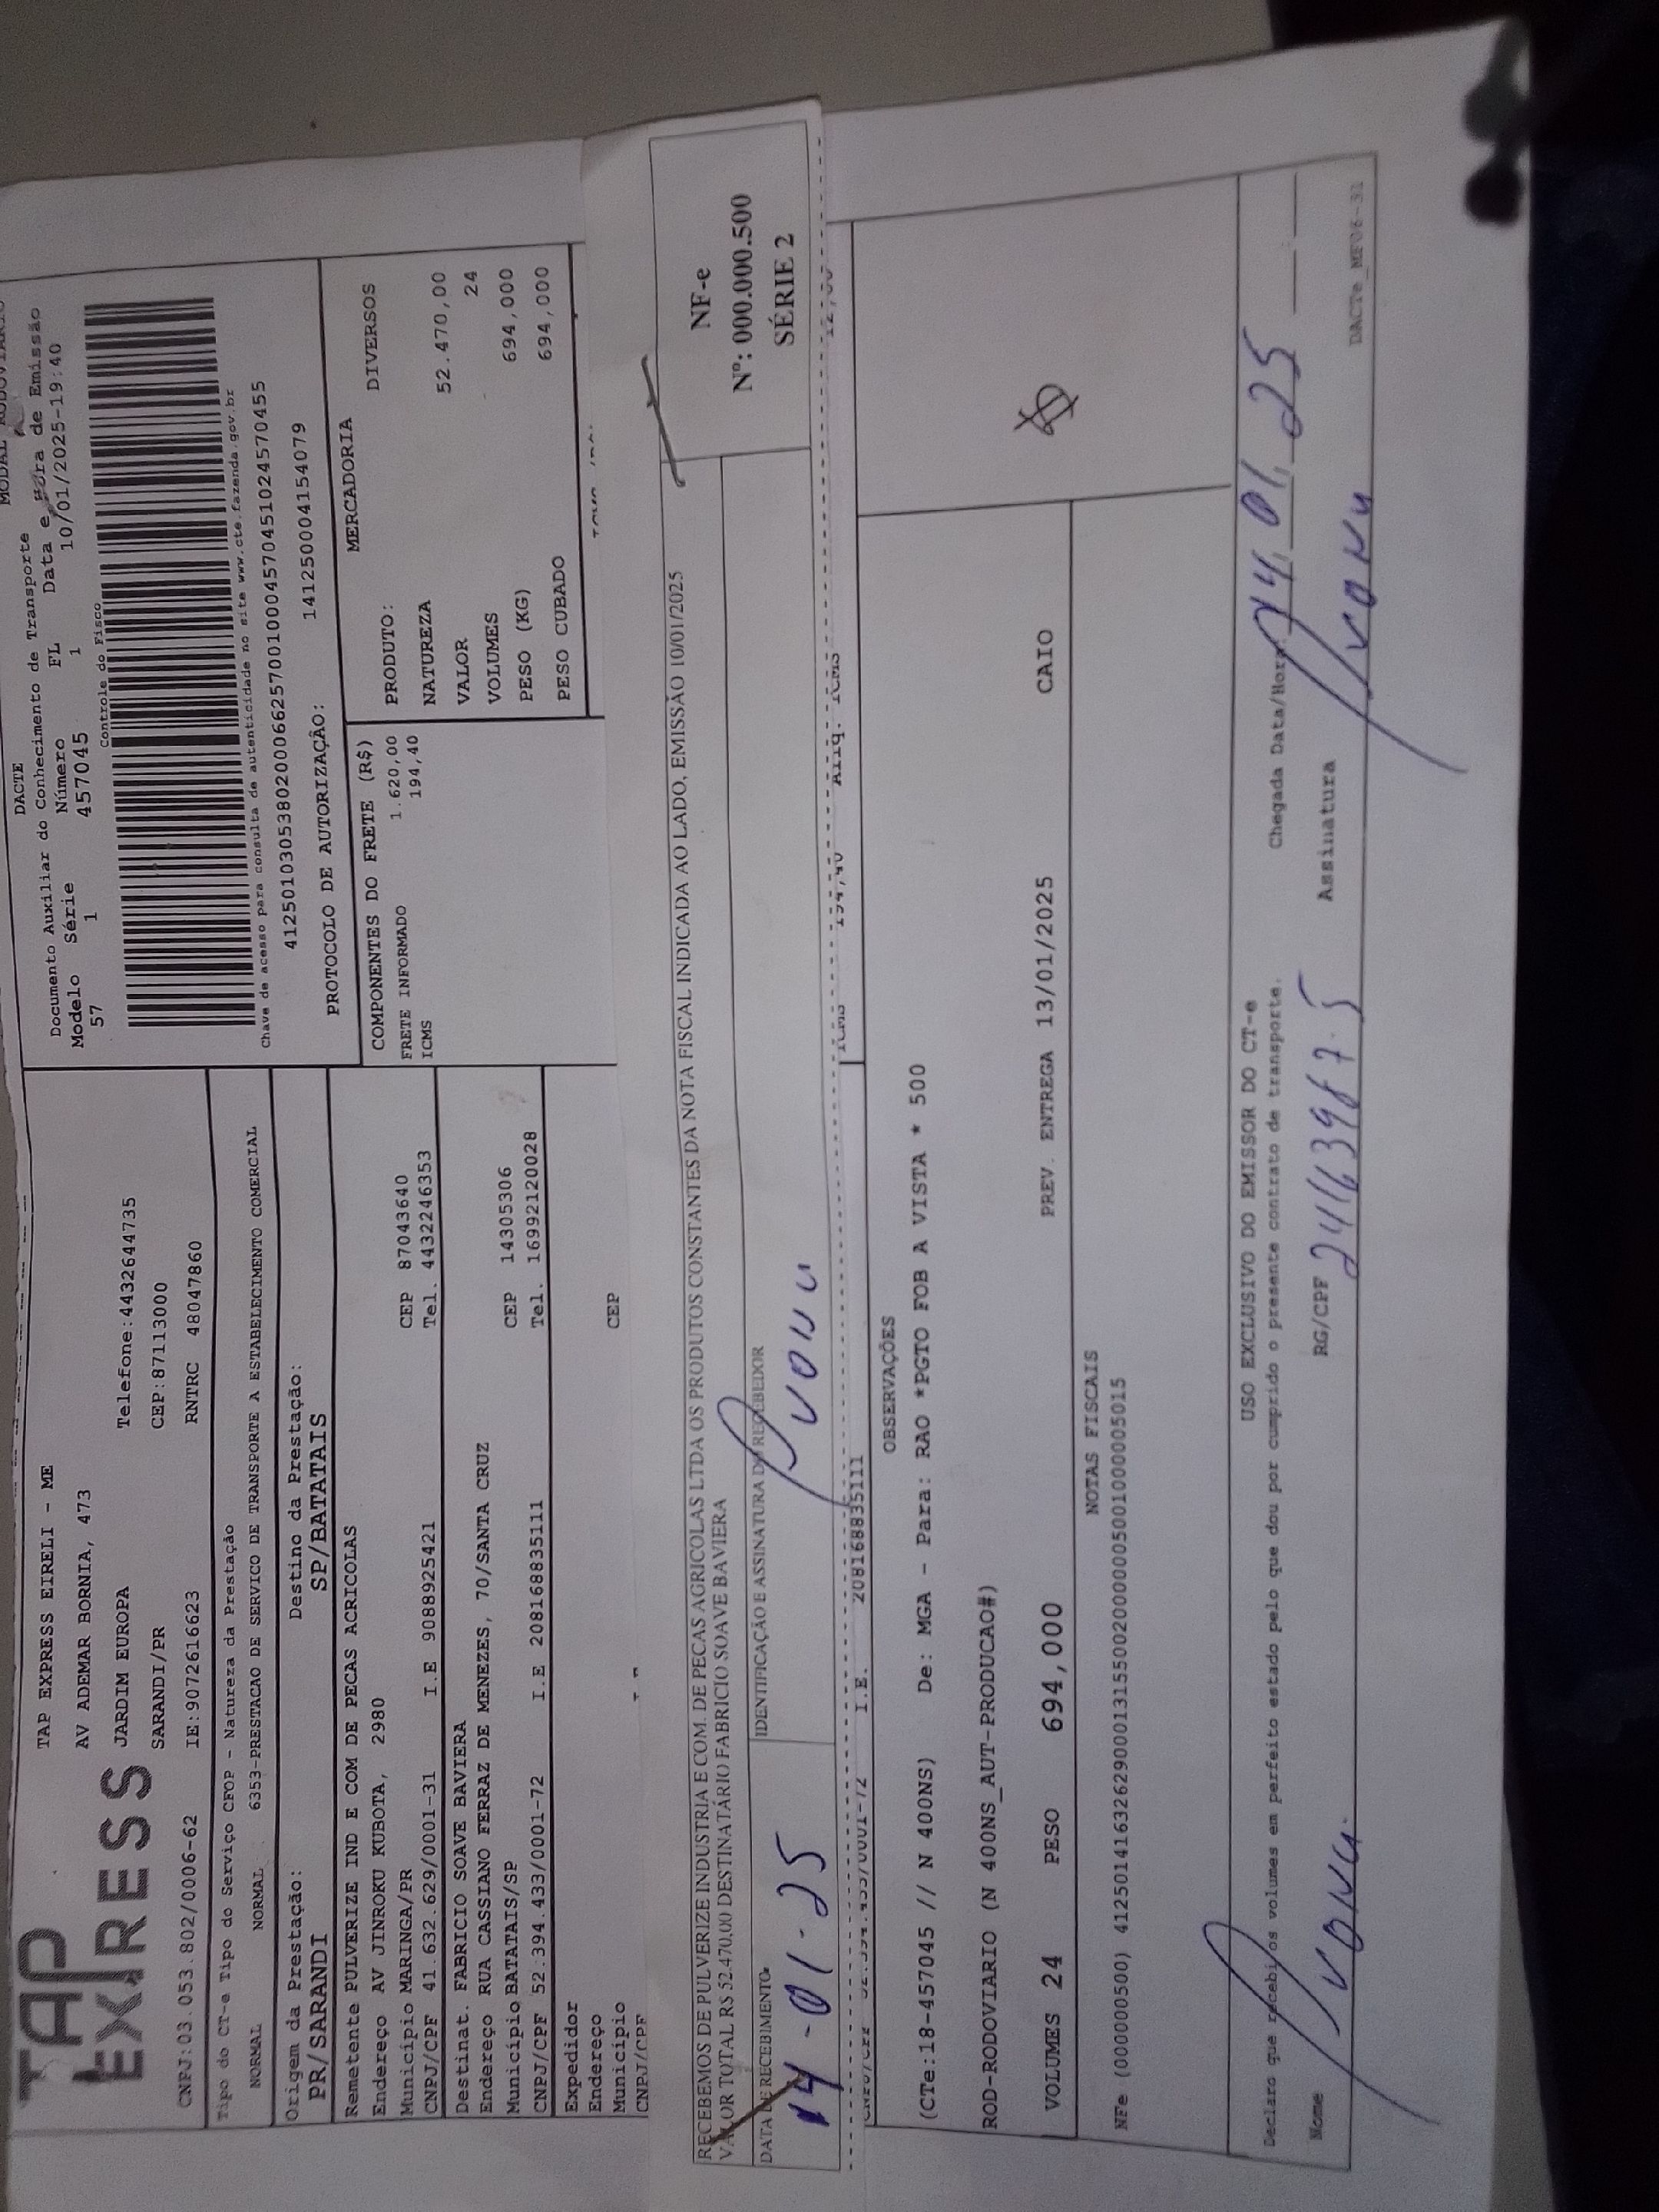 TAP
EXPRESS
TAP EXPRESS EIRELI - ME
AV ADEMAR BORNIA, 473
JARDIM EUROPA Telefone:4432644735
SARANDI/PR CEP:87113000
CNPJ:03.053.802/0006-62 IE:9072616623 RNTRC 48047860
DACTE
Documento Auxiliar do Conhecimento de Transporte
Modelo Série Número FL Data e Hora de Emissão
57 1 457045 1 10/01/2025-19:40
Controle do Fisco
Chave de acesso para consulta de autenticidade no site www.cte.fazenda.gov.br
41250103053802000662570010004570451024570455
PROTOCOLO DE AUTORIZAÇÃO: 141250004154079
Tipo do CT-e Tipo do Serviço CFOP - Natureza da Prestação
NORMAL NORMAL 6353-PRESTACAO DE SERVICO DE TRANSPORTE A ESTABELECIMENTO COMERCIAL
Origem da Prestação: Destino da Prestação:
PR/SARANDI SP/BATATAIS
Remetente PULVERIZE IND E COM DE PECAS ACRICOLAS
Endereço AV JINROKU KUBOTA, 2980
Município MARINGA/PR CEP 87043640
CNPJ/CPF 41.632.629/0001-31 I.E 9088925421 Tel. 4432246353
Destinat. FABRICIO SOAVE BAVIERA
Endereço RUA CASSIANO FERRAZ DE MENEZES, 70/SANTA CRUZ
Município BATATAIS/SP CEP 14305306
CNPJ/CPF 52.394.433/0001-72 I.E 208168835111 Tel. 16992120028
Expedidor
Endereço
Município CEP
CNPJ/CPF
COMPONENTES DO FRETE (R$)
FRETE INFORMADO 1.620,00
ICMS 194,40
MERCADORIA
PRODUTO: DIVERSOS
NATUREZA
VALOR 52.470,00
VOLUMES 24
PESO (KG) 694,000
PESO CUBADO 694,000
RECEBEMOS DE PULVERIZE INDUSTRIA E COM. DE PECAS AGRICOLAS LTDA OS PRODUTOS CONSTANTES DA NOTA FISCAL INDICADA AO LADO, EMISSÃO 10/01/2025
VALOR TOTAL R$ 52.470,00 DESTINATÁRIO FABRICIO SOAVE BAVIERA
DATA DE RECEBIMENTO IDENTIFICAÇÃO E ASSINATURA DO RECEBEDOR
14-01-25
NF-e
Nº: 000.000.500
SÉRIE 2
I.E. 208168835111
OBSERVAÇÕES
(CTe:18-457045 // N 400NS) De: MGA - Para: RAO *PGTO FOB A VISTA * 500
ROD-RODOVIARIO (N 400NS_AUT-PRODUCAO#)
VOLUMES 24 PESO 694,000 PREV. ENTREGA 13/01/2025 CAIO
NOTAS FISCAIS
NFe (000000500) 41250141632629000131550020000005001000005015
USO EXCLUSIVO DO EMISSOR DO CT-e
Declaro que recebi os volumes em perfeito estado pelo que dou por cumprido o presente contrato de transporte. Chegada Data/Hora 14, 01, 25
Nome RG/CPF Assinatura
DACTe_MF06-31